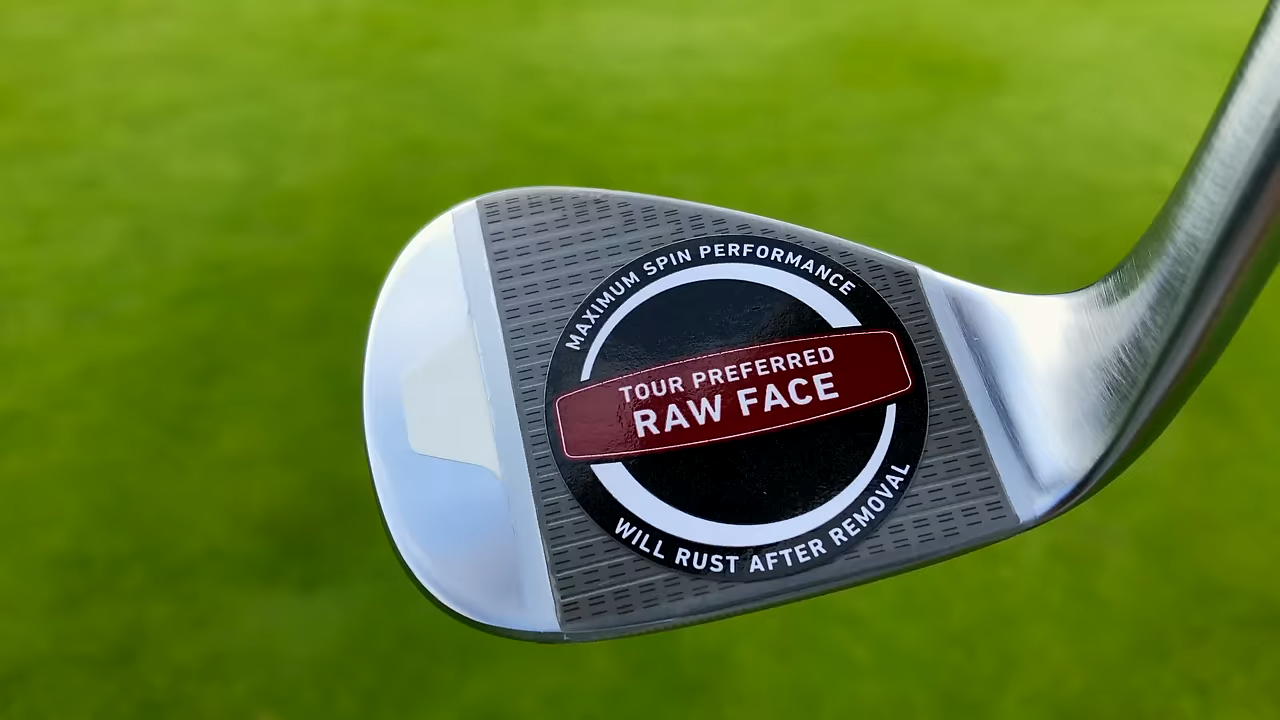 MAXIMUM SPIN PERFORMANCE
TOUR PREFERRED
RAW FACE
WILL RUST AFTER REMOVAL